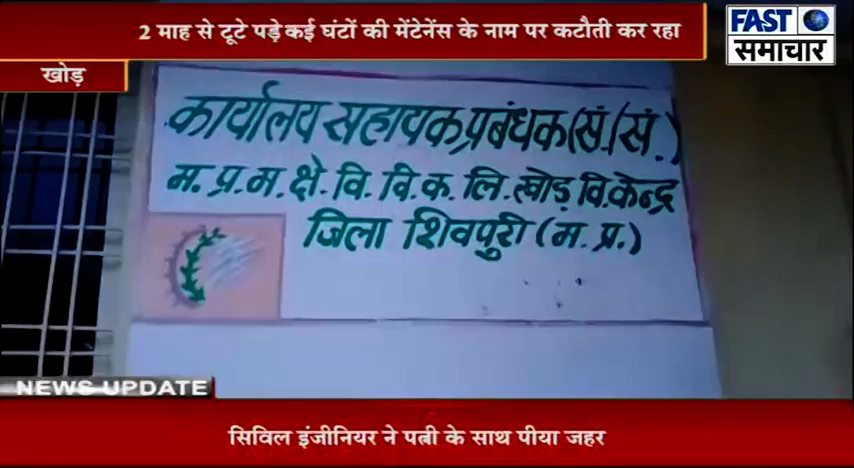 2 माह से टूटे पड़े कई घंटों की मेंटेनेंस के नाम पर कटौती कर रहा
FAST
समाचार
खोड़
कार्यालय सहायक प्रबंधक (सं./सं.)
म. प्र. म. क्षे. वि. वि. क. लि. खोड़ वि. केन्द्र
जिला शिवपुरी (म. प्र.)
NEWS UPDATE
सिविल इंजीनियर ने पत्नी के साथ पीया जहर